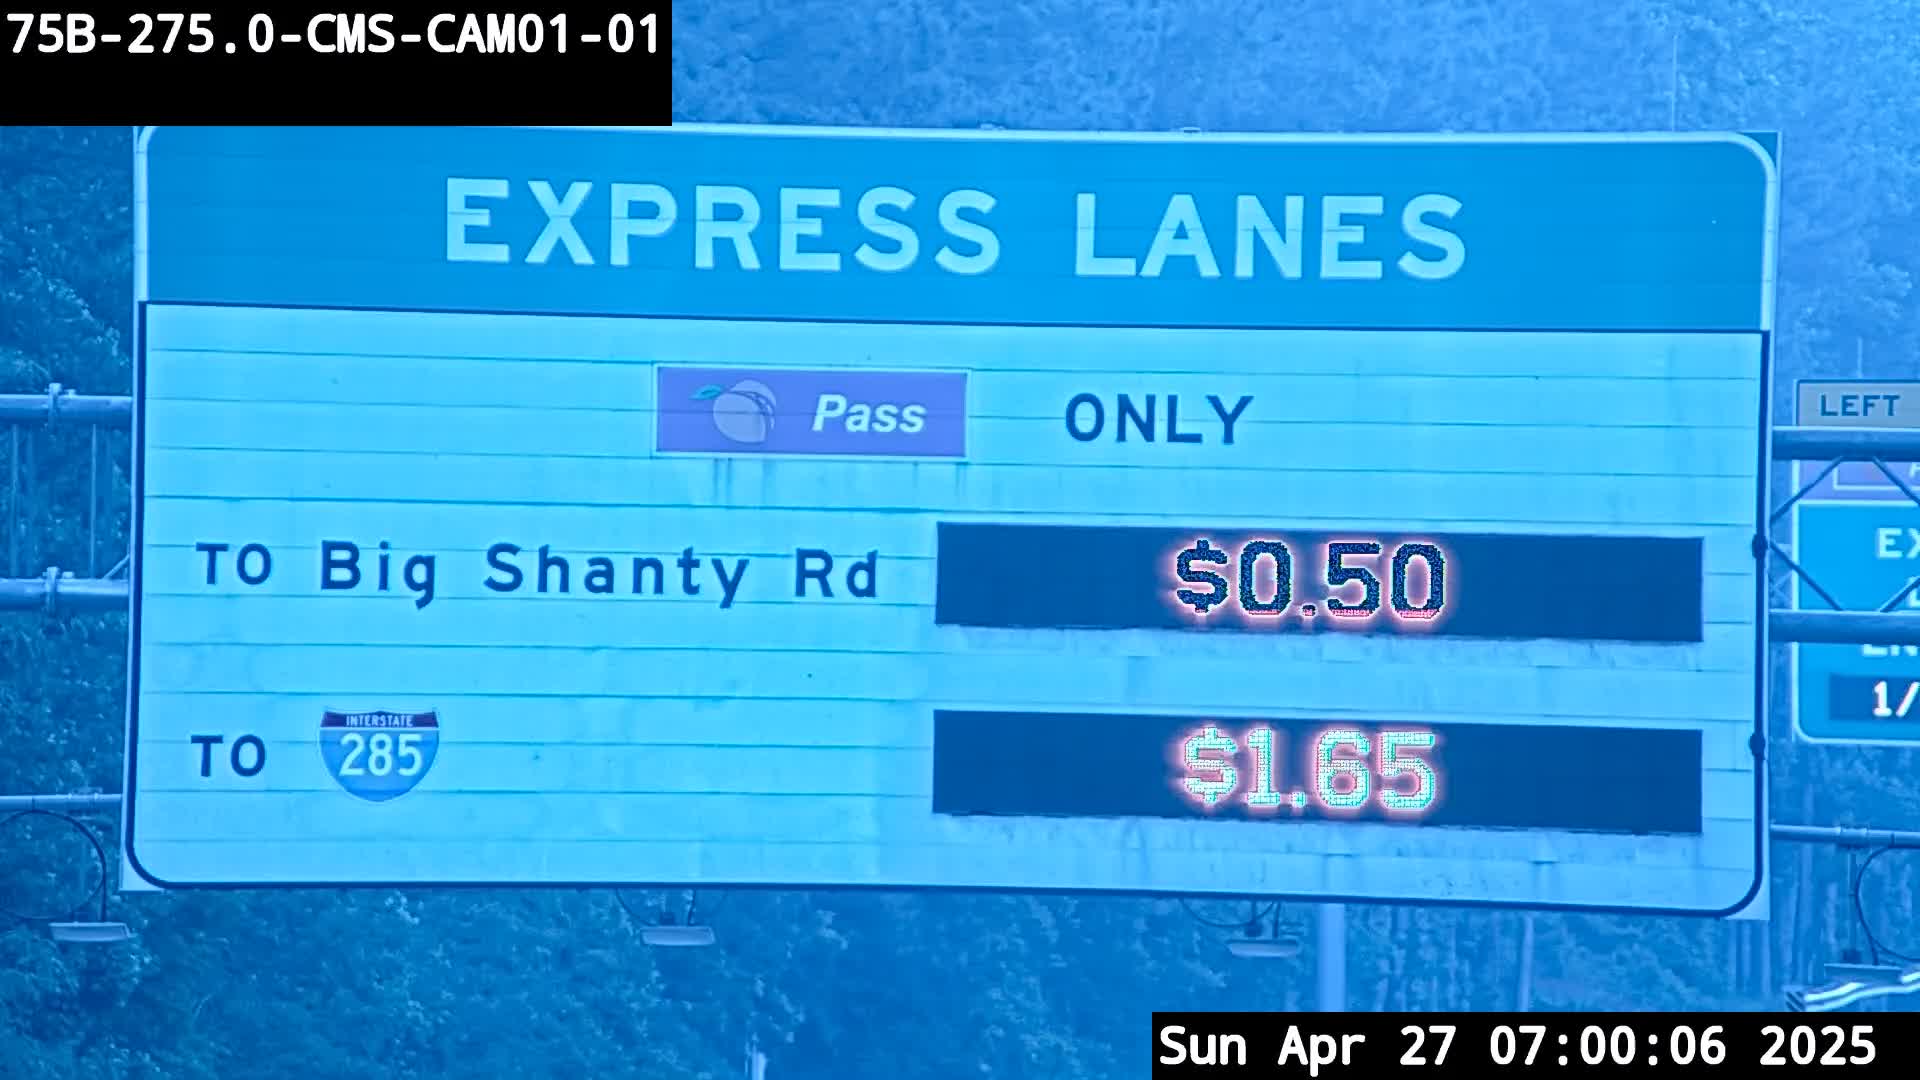 75B-275.0-CMS-CAM01-01
EXPRESS LANES
Pass ONLY
TO Big Shanty Rd $0.50
TO INTERSTATE 285 $1.65
LEFT
1/
Sun Apr 27 07:00:06 2025